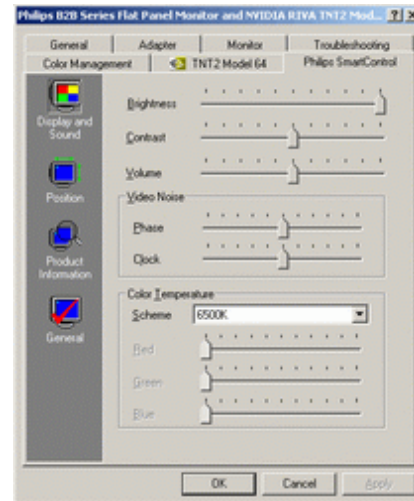 Philips 828 Series Flat Panel Monitor and NVIDIA RIVA TNT2 Mod...
General Adapter Monitor Troubleshooting
Color Management TNT2 Model 64 Philips SmartControl
Display and
Sound
Position
Product
Information
General
Brightness
Contrast
Volume
Video Noise
Phase
Clock
Color Temperature
Scheme 6500K
Red
Green
Blue
OK Cancel Apply